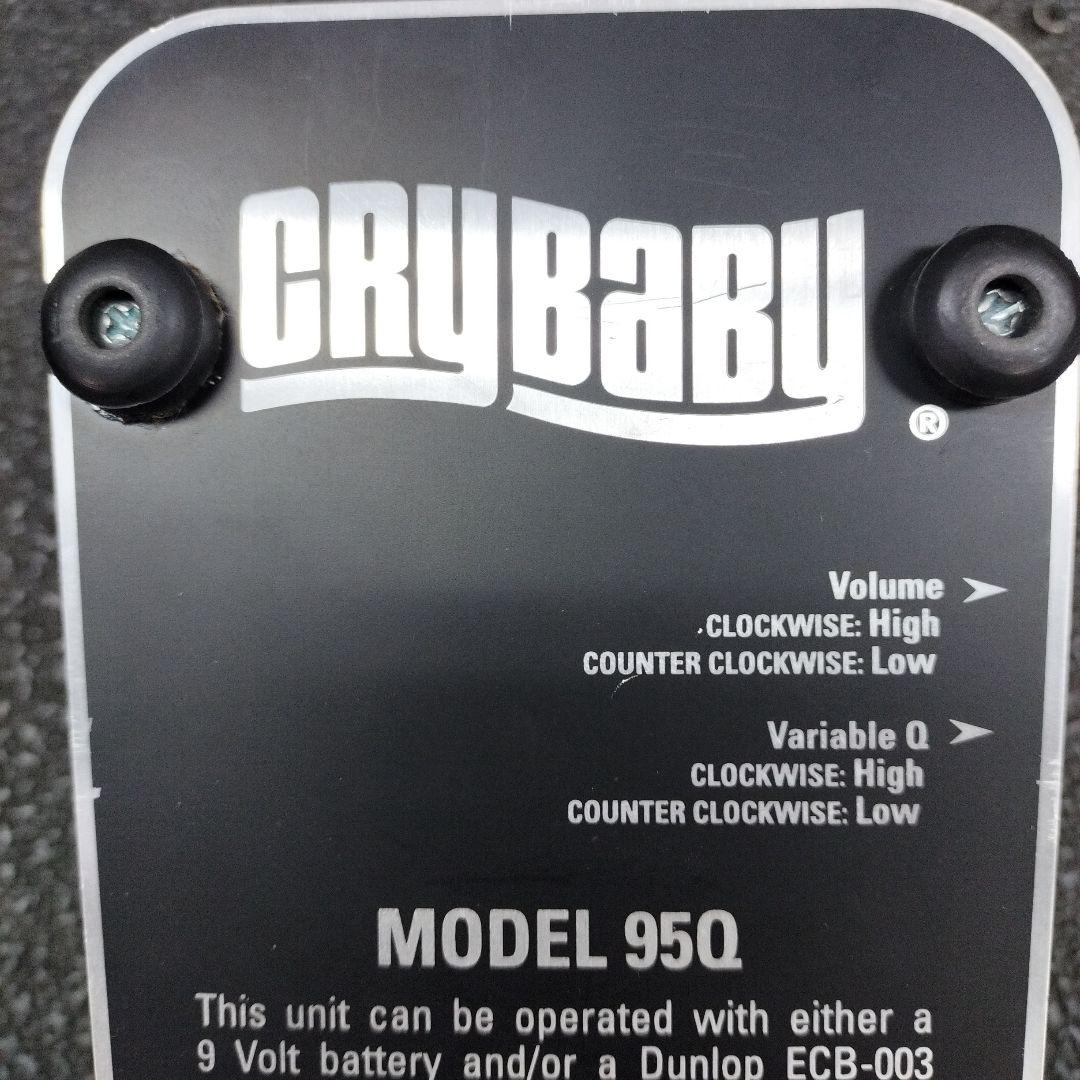 CRYBABY
®
Volume ➤
CLOCKWISE: High
COUNTER CLOCKWISE: Low
Variable Q ➤
CLOCKWISE: High
COUNTER CLOCKWISE: Low
MODEL 95Q
This unit can be operated with either a
9 Volt battery and/or a Dunlop ECB-003